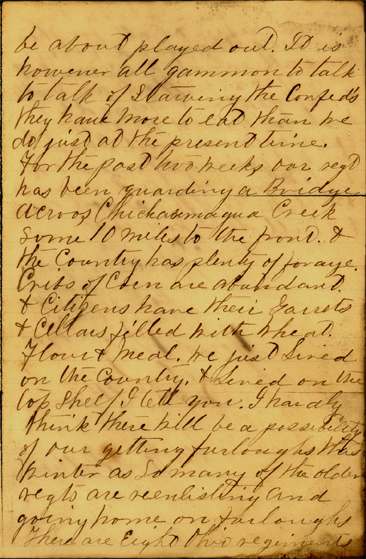 be about played out. It is
however all gammon to talk
to talk of Starving the Confed's
they have more to eat than we
do just at the present time.
For the past two weeks our regt
has been guarding a Bridge
across Chickamaugua Creek
some 10 miles to the front. &
the Country has plenty of forage.
Cribs of Corn are abundant.
& Citizens have their Garrets
& Cellars filled with wheat.
Flour & meal. We just Lived
on the Country. & Lived on the
top Shelf I tell you. I hardly
think there will be a possibility
of our getting furloughs this
winter as So many of the older
regts are reenlisting and
going home on furloughs
There are Eight Ohio regiments